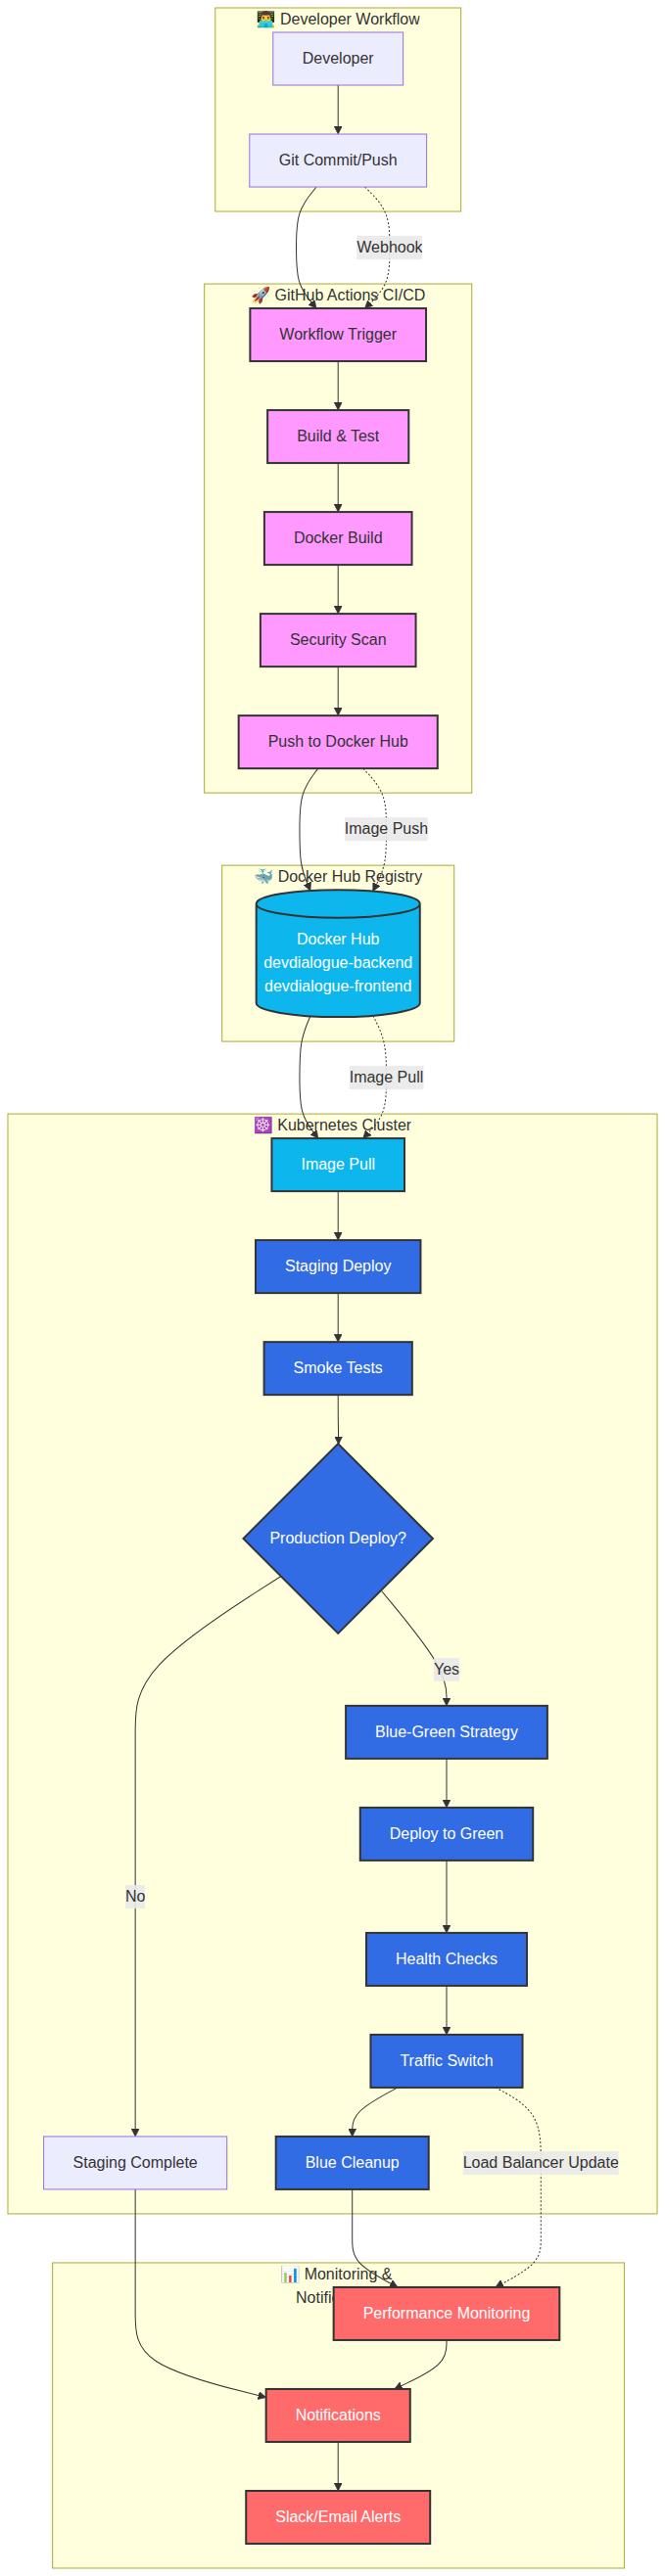 👨‍💻 Developer Workflow
Developer
Git Commit/Push
Webhook
🚀 GitHub Actions CI/CD
Workflow Trigger
Build & Test
Docker Build
Security Scan
Push to Docker Hub
Image Push
🐳 Docker Hub Registry
Docker Hub
devdialogue-backend
devdialogue-frontend
Image Pull
☸️ Kubernetes Cluster
Image Pull
Staging Deploy
Smoke Tests
Production Deploy?
Yes
Blue-Green Strategy
Deploy to Green
No
Health Checks
Traffic Switch
Staging Complete
Blue Cleanup
Load Balancer Update
📊 Monitoring &
Performance Monitoring
Notifications
Slack/Email Alerts